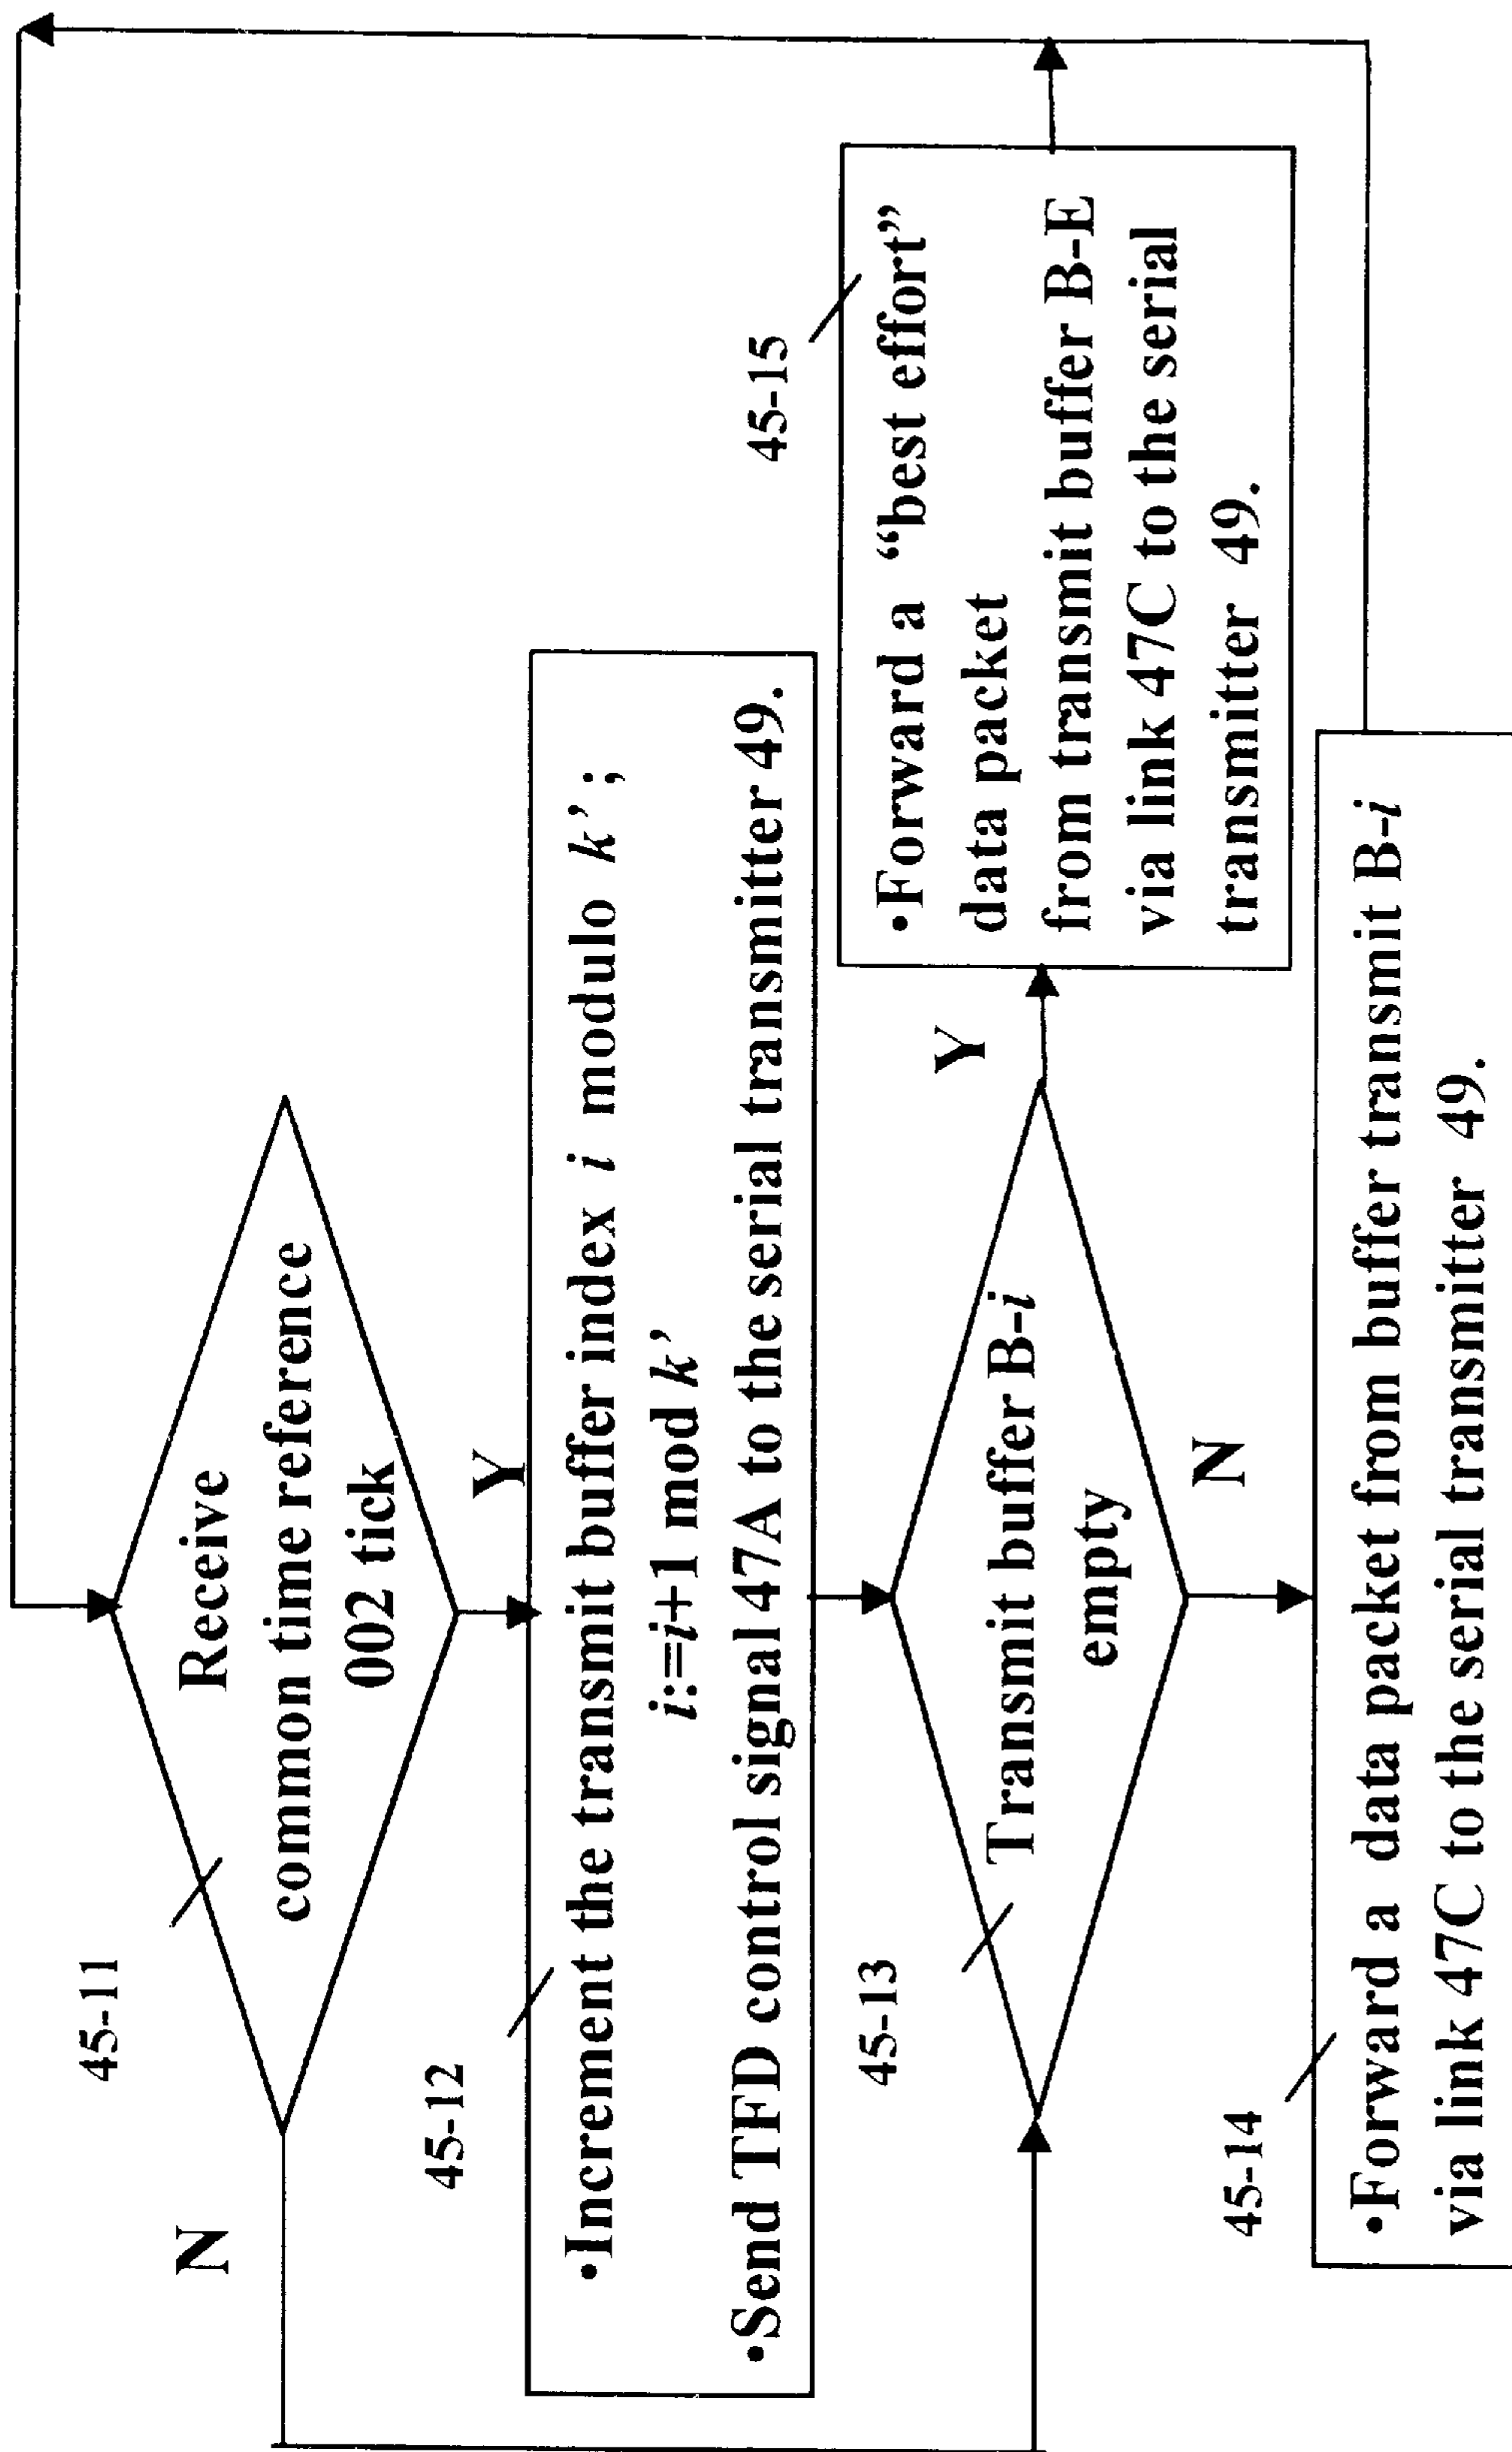 45-11
Receive
common time reference
002 tick
N
Y
45-12
•Increment the transmit buffer index i modulo k’;
i:=i+1 mod k’
•Send TFD control signal 47A to the serial transmitter 49.
45-13
Transmit buffer B-i
empty
Y
N
45-15
•Forward a “best effort”
data packet
from transmit buffer B-E
via link 47C to the serial
transmitter 49.
45-14
•Forward a data packet from buffer transmit B-i
via link 47C to the serial transmitter 49.